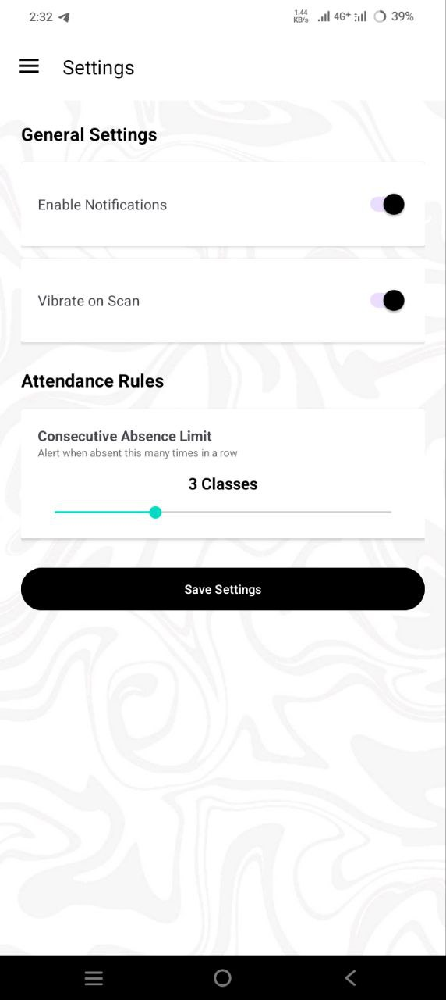 2:32
1.44
KB/s
4G+
39%
Settings
General Settings
Enable Notifications
Vibrate on Scan
Attendance Rules
Consecutive Absence Limit
Alert when absent this many times in a row
3 Classes
Save Settings